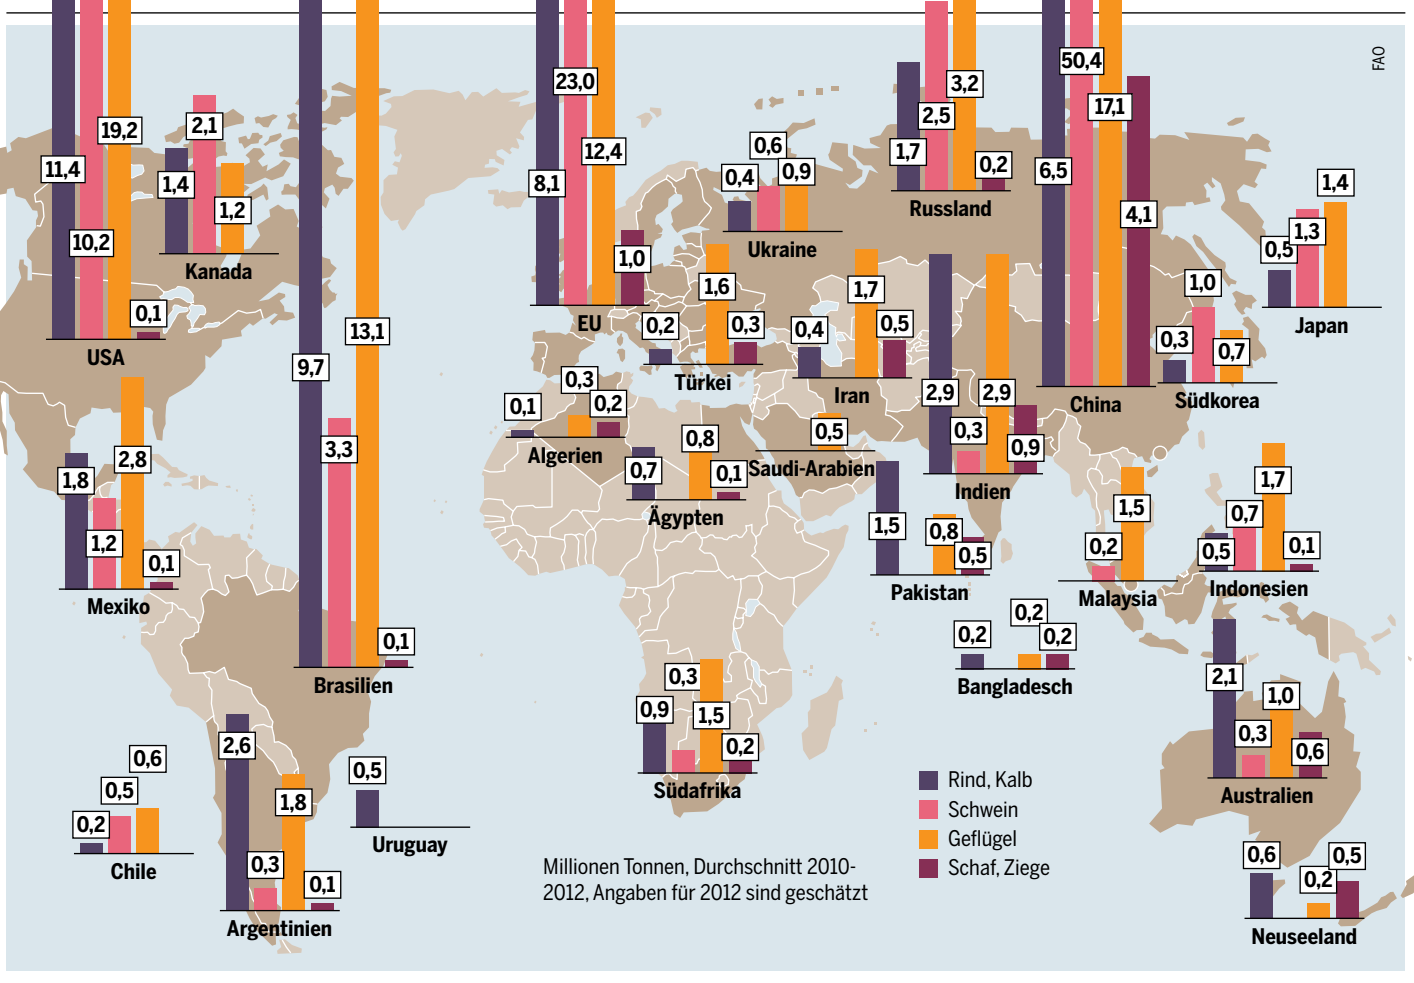 FAO
11,4
10,2
19,2
0,1
USA
1,4
2,1
1,2
Kanada
9,7
3,3
13,1
0,1
Brasilien
8,1
23,0
12,4
1,0
EU
0,4
0,6
0,9
Ukraine
1,7
2,5
3,2
0,2
Russland
6,5
50,4
17,1
4,1
China
0,5
1,3
1,4
Japan
0,3
1,0
0,7
Südkorea
0,2
1,6
0,3
Türkei
0,4
1,7
0,5
Iran
2,9
0,3
2,9
0,9
Indien
0,1
0,3
0,2
Algerien
0,7
0,8
0,1
Ägypten
0,5
Saudi-Arabien
1,8
1,2
2,8
0,1
Mexiko
1,5
0,8
0,5
Pakistan
0,2
1,5
Malaysia
0,5
0,7
1,7
0,1
Indonesien
0,2
0,2
0,2
Bangladesch
0,9
0,3
1,5
0,2
Südafrika
2,1
0,3
1,0
0,6
Australien
0,2
0,5
0,6
Chile
2,6
0,3
1,8
0,1
Argentinien
0,5
Uruguay
0,6
0,2
0,5
Neuseeland
Rind, Kalb
Schwein
Geflügel
Schaf, Ziege
Millionen Tonnen, Durchschnitt 2010-
2012, Angaben für 2012 sind geschätzt